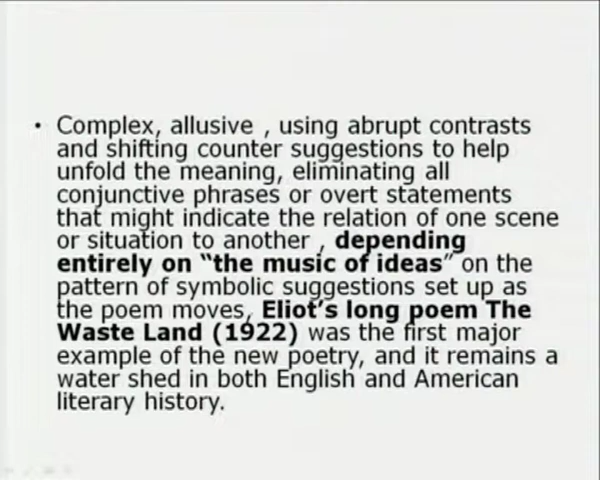 • Complex, allusive , using abrupt contrasts
and shifting counter suggestions to help
unfold the meaning, eliminating all
conjunctive phrases or overt statements
that might indicate the relation of one scene
or situation to another , depending
entirely on “the music of ideas” on the
pattern of symbolic suggestions set up as
the poem moves, Eliot’s long poem The
Waste Land (1922) was the first major
example of the new poetry, and it remains a
water shed in both English and American
literary history.